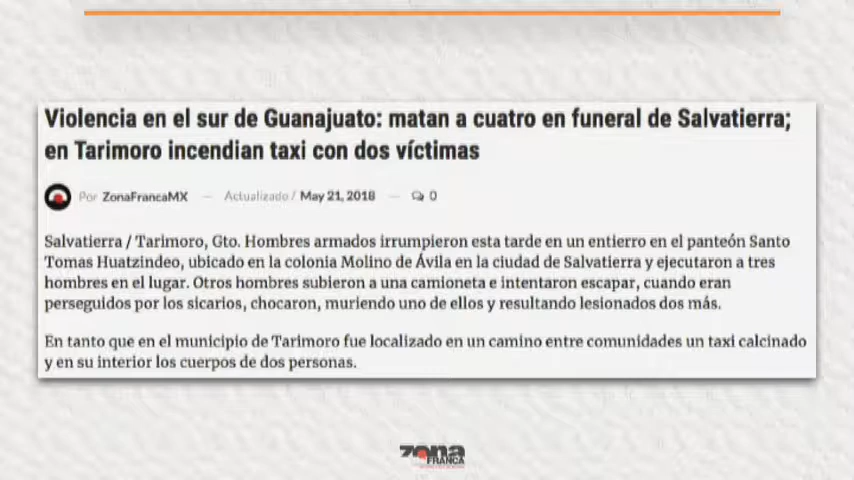 Violencia en el sur de Guanajuato: matan a cuatro en funeral de Salvatierra;
en Tarimoro incendian taxi con dos víctimas
Por ZonaFrancaMX — Actualizado / May 21, 2018 — 0
Salvatierra / Tarimoro, Gto. Hombres armados irrumpieron esta tarde en un entierro en el panteón Santo
Tomas Huatzindeo, ubicado en la colonia Molino de Ávila en la ciudad de Salvatierra y ejecutaron a tres
hombres en el lugar. Otros hombres subieron a una camioneta e intentaron escapar, cuando eran
perseguidos por los sicarios, chocaron, muriendo uno de ellos y resultando lesionados dos más.
En tanto que en el municipio de Tarimoro fue localizado en un camino entre comunidades un taxi calcinado
y en su interior los cuerpos de dos personas.
zona
FRANCA